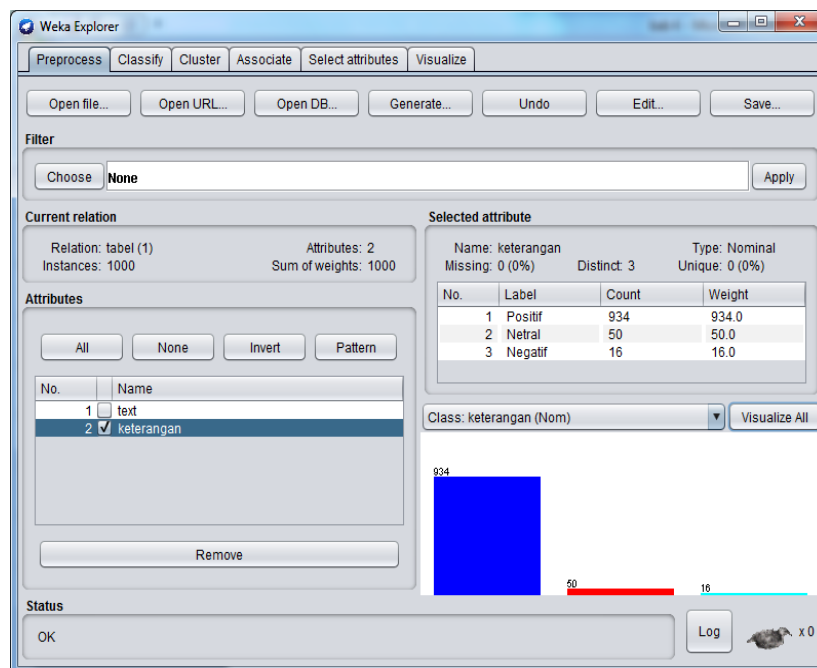 Weka Explorer
Preprocess Classify Cluster Associate Select attributes Visualize
Open file... Open URL... Open DB... Generate... Undo Edit... Save...
Filter
Choose None Apply
Current relation
Relation: tabel (1) Attributes: 2
Instances: 1000 Sum of weights: 1000
Selected attribute
Name: keterangan Type: Nominal
Missing: 0 (0%) Distinct: 3 Unique: 0 (0%)
No. Label Count Weight
1 Positif 934 934.0
2 Netral 50 50.0
3 Negatif 16 16.0
Attributes
All None Invert Pattern
No. Name
1 text
2 keterangan
Remove
Class: keterangan (Nom) Visualize All
934
50
16
Status
OK
Log x 0